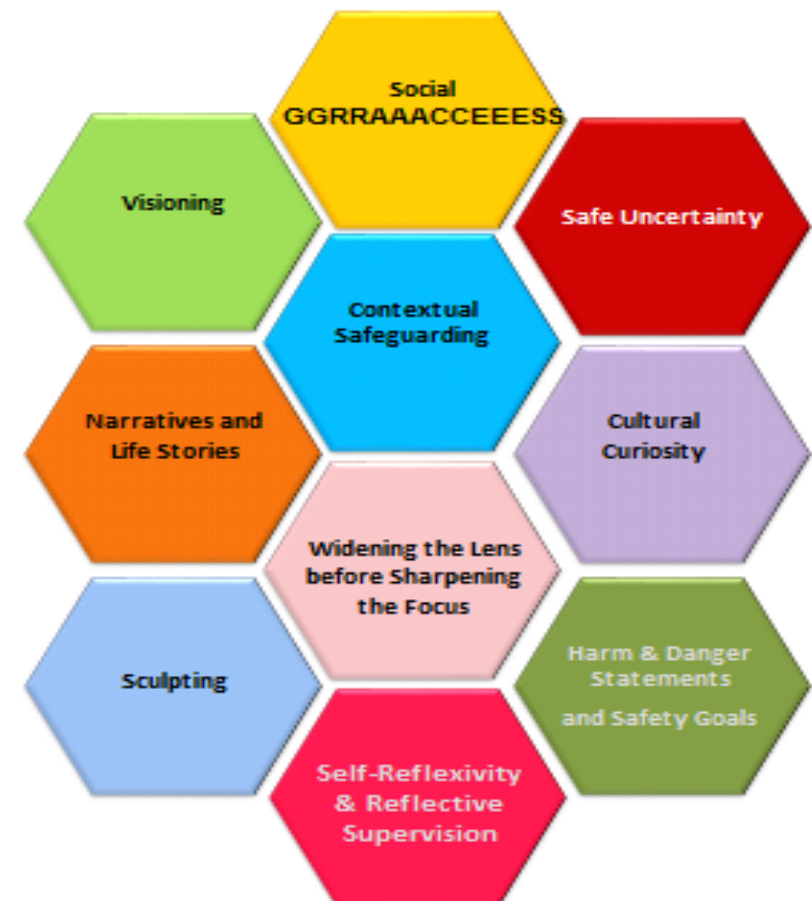 Social
GGRRAAACCEEESS
Visioning
Safe Uncertainty
Contextual
Safeguarding
Narratives and
Life Stories
Cultural
Curiosity
Widening the Lens
before Sharpening
the Focus
Sculpting
Harm & Danger
Statements
and Safety Goals
Self-Reflexivity
& Reflective
Supervision